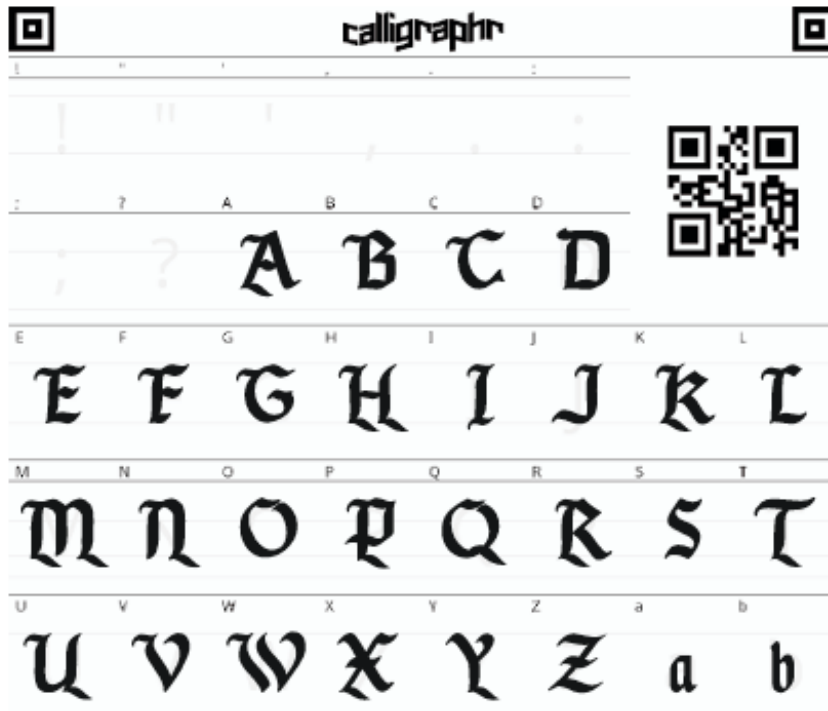 calligraphr
! " ' , . :
! " ' , . :
; ? A B C D
; ? A B C D
E F G H I J K L
E F G H I J K L
M N O P Q R S T
M N O P Q R S T
U V W X Y Z a b
U V W X Y Z a b